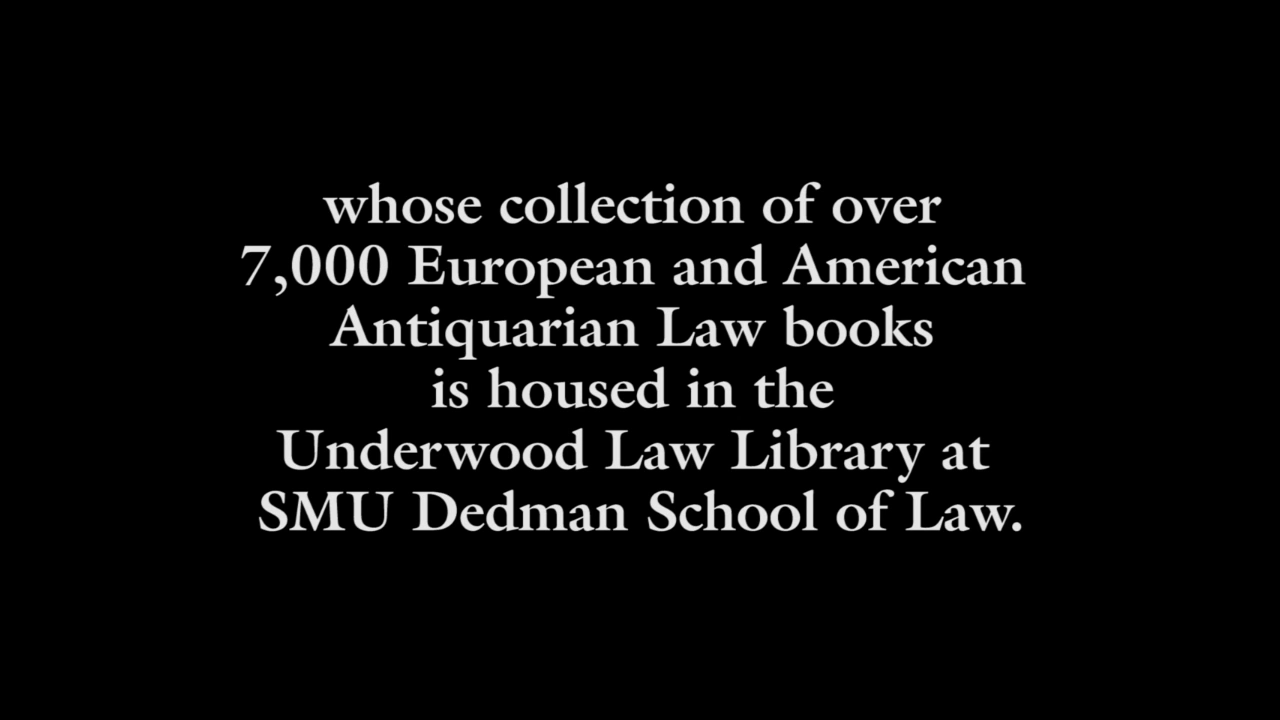 whose collection of over
7,000 European and American
Antiquarian Law books
is housed in the
Underwood Law Library at
SMU Dedman School of Law.